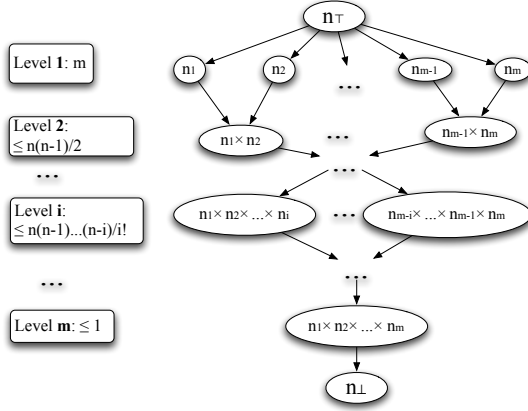 n⊤
Level 1: m
n1 n2 ... nm-1 nm
Level 2:
≤ n(n-1)/2
n1 × n2 ... nm-1 × nm
...
...
Level i:
≤ n(n-1)...(n-i)/i!
n1 × n2 × ... × ni ... nm-i × ... × nm-1 × nm
...
...
Level m: ≤ 1
n1 × n2 × ... × nm
n⊥